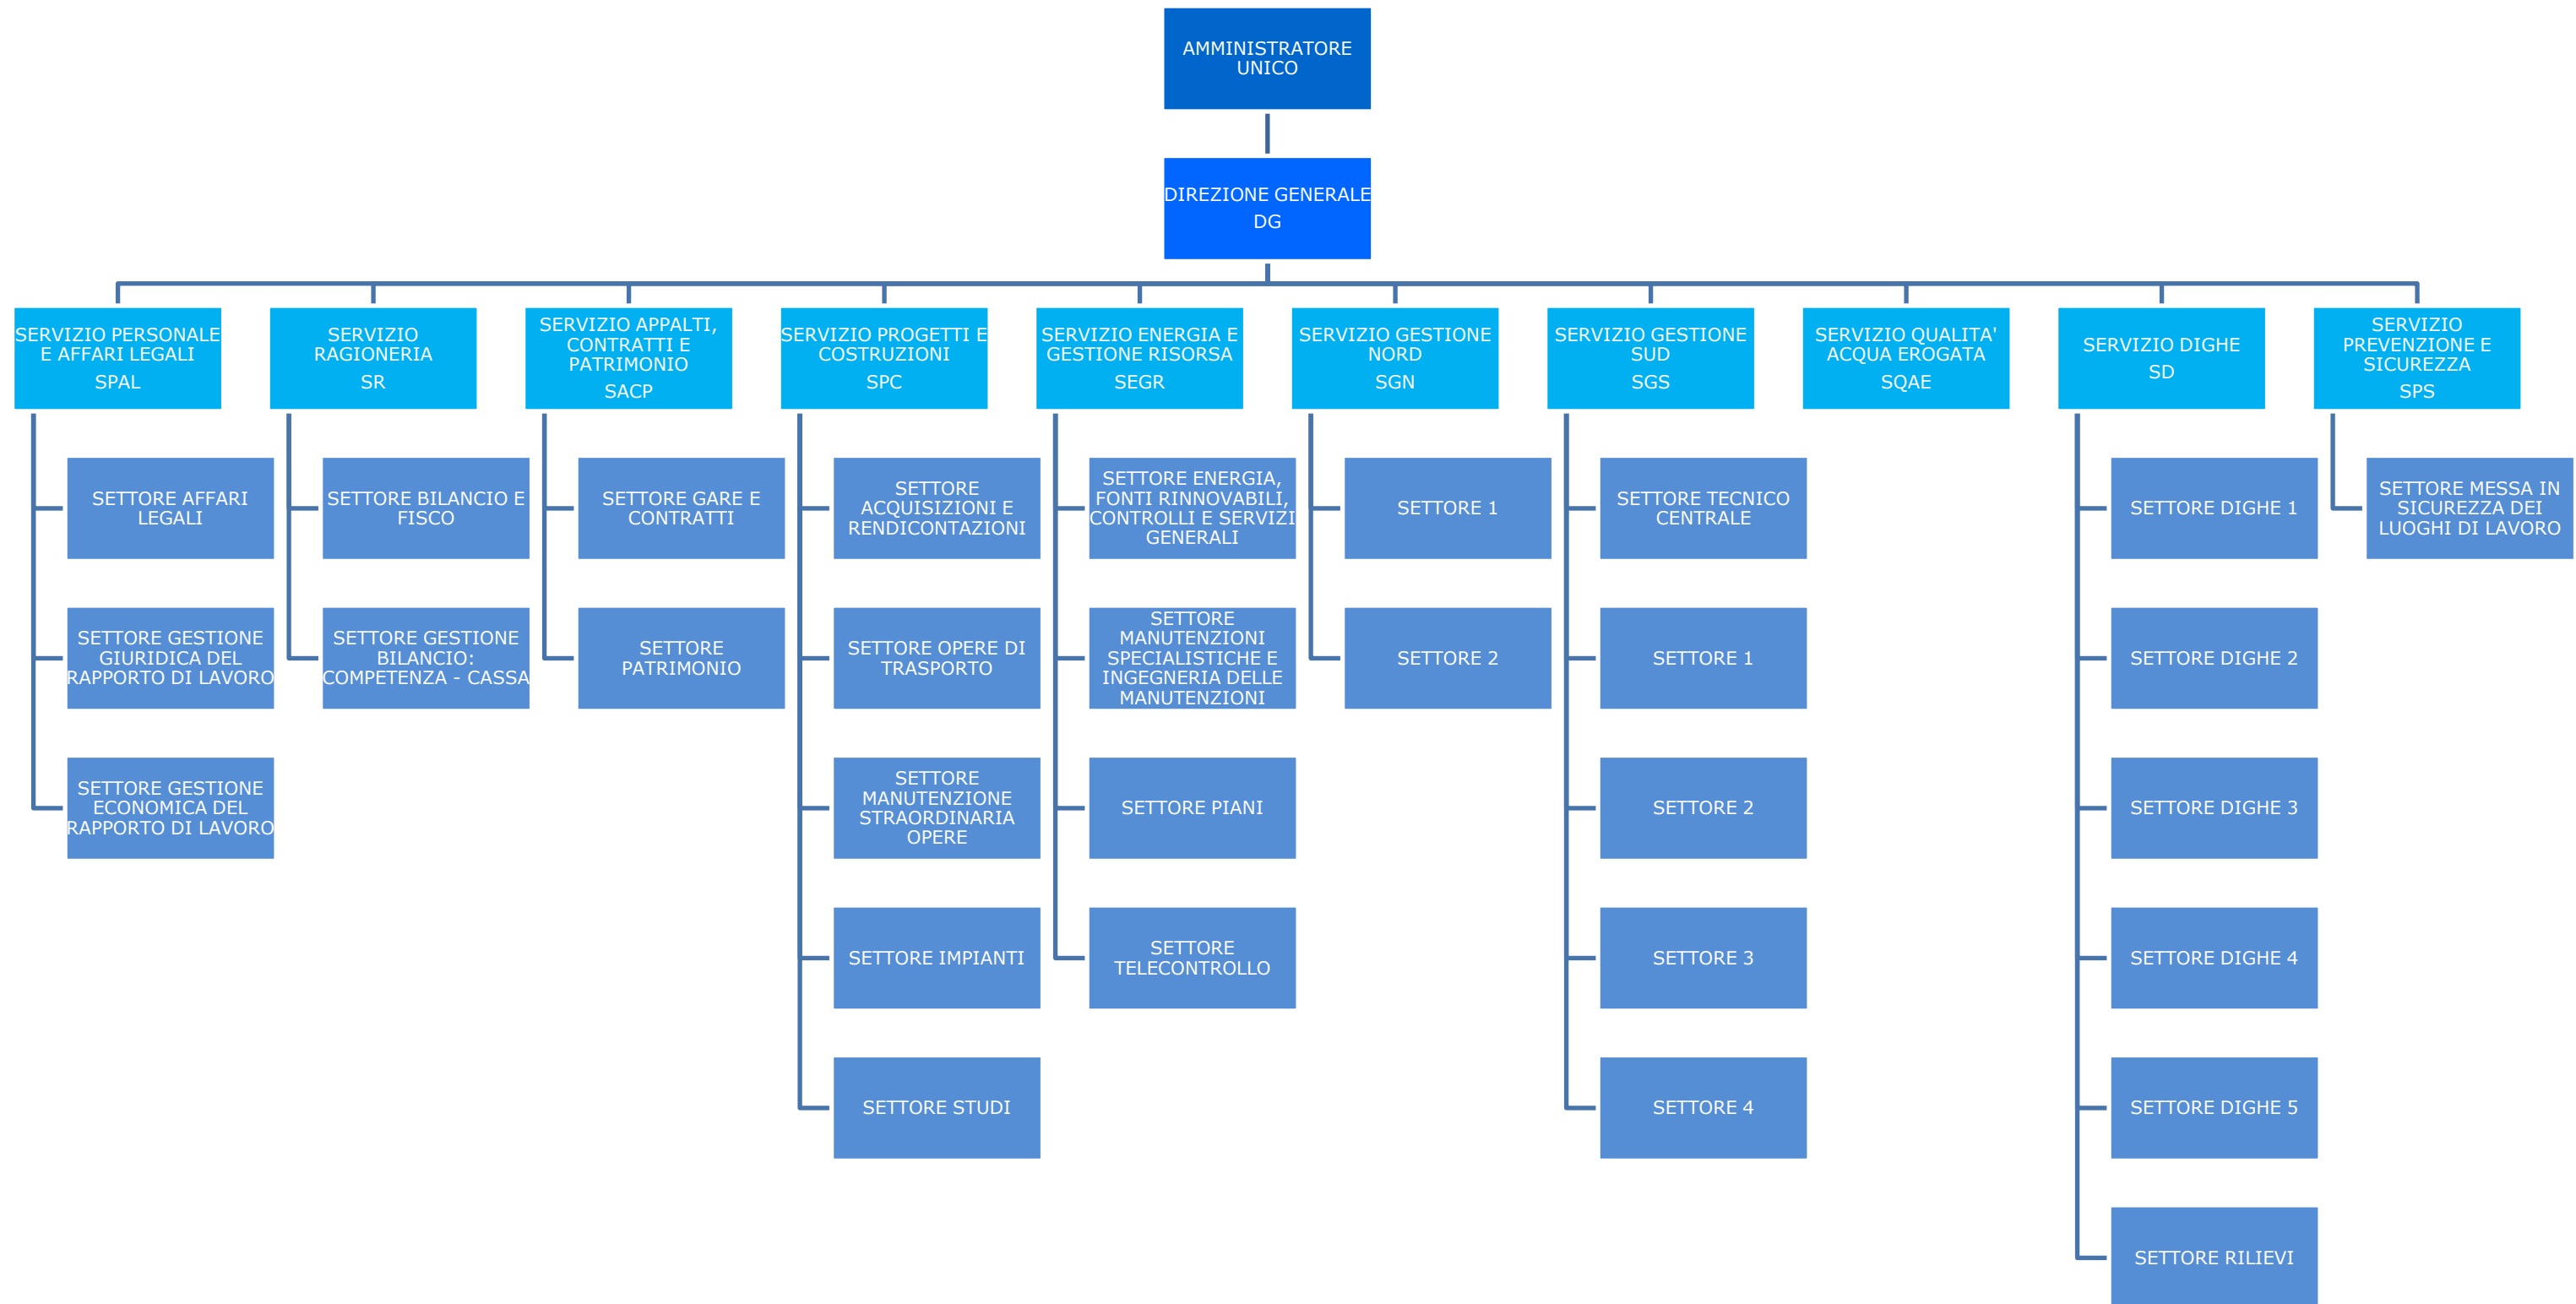 AMMINISTRATORE
UNICO
DIREZIONE GENERALE
DG
SERVIZIO PERSONALE
E AFFARI LEGALI
SPAL
SETTORE AFFARI
LEGALI
SETTORE GESTIONE
GIURIDICA DEL
RAPPORTO DI LAVORO
SETTORE GESTIONE
ECONOMICA DEL
RAPPORTO DI LAVORO
SERVIZIO
RAGIONERIA
SR
SETTORE BILANCIO E
FISCO
SETTORE GESTIONE
BILANCIO:
COMPETENZA - CASSA
SERVIZIO APPALTI,
CONTRATTI E
PATRIMONIO
SACP
SETTORE GARE E
CONTRATTI
SETTORE
PATRIMONIO
SERVIZIO PROGETTI E
COSTRUZIONI
SPC
SETTORE
ACQUISIZIONI E
RENDICONTAZIONI
SETTORE OPERE DI
TRASPORTO
SETTORE
MANUTENZIONE
STRAORDINARIA
OPERE
SETTORE IMPIANTI
SETTORE STUDI
SERVIZIO ENERGIA E
GESTIONE RISORSA
SEGR
SETTORE ENERGIA,
FONTI RINNOVABILI,
CONTROLLI E SERVIZI
GENERALI
SETTORE
MANUTENZIONI
SPECIALISTICHE E
INGEGNERIA DELLE
MANUTENZIONI
SETTORE PIANI
SETTORE
TELECONTROLLO
SERVIZIO GESTIONE
NORD
SGN
SETTORE 1
SETTORE 2
SERVIZIO GESTIONE
SUD
SGS
SETTORE TECNICO
CENTRALE
SETTORE 1
SETTORE 2
SETTORE 3
SETTORE 4
SERVIZIO QUALITA'
ACQUA EROGATA
SQAE
SERVIZIO DIGHE
SD
SETTORE DIGHE 1
SETTORE DIGHE 2
SETTORE DIGHE 3
SETTORE DIGHE 4
SETTORE DIGHE 5
SETTORE RILIEVI
SERVIZIO
PREVENZIONE E
SICUREZZA
SPS
SETTORE MESSA IN
SICUREZZA DEI
LUOGHI DI LAVORO